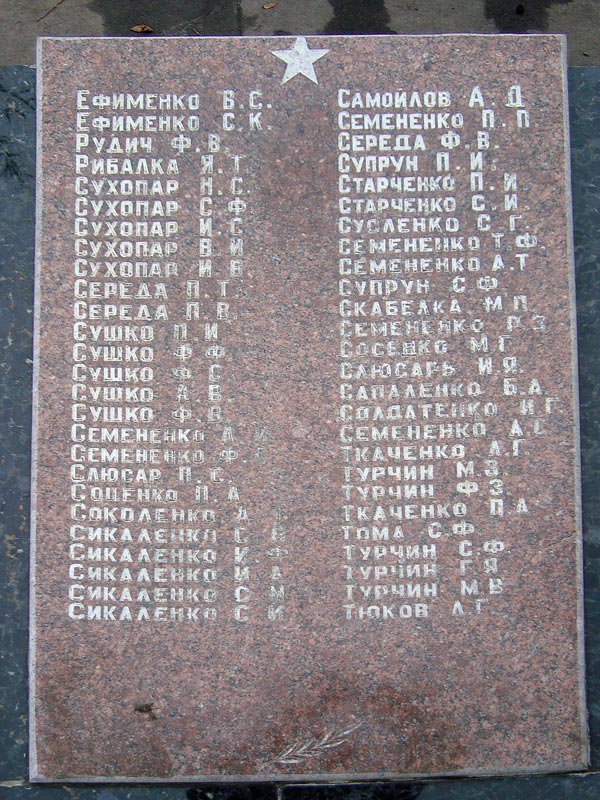 Ефименко В.С.
Ефименко С.К.
Рудич Ф.В.
Рибалка Я.Т
Сухопар Н.С.
Сухопар С.Ф
Сухопар И.С
Сухопар В.И
Сухопар И.В
Середа П.Т.
Середа П.В.
Сушко П.И
Сушко Ф.Ф
Сушко Ф.С
Сушко А.В.
Сушко Ф.В
Семененко
Семененко Ф.
Слюсар П.С.
Соценко П.А
Соколенко
Сикаленко С
Сикаленко И.Ф
Сикаленко И.А
Сикаленко С.М
Сикаленко С.И
Самойлов А.Д
Семененко П.П
Середа Ф.В.
Супрун П.И
Старченко П.И.
Старченко С.И.
Сусленко С.Г.
Семененко Т.Ф.
Семененко А.Т
Супрун С.Ф
Скабелка М.П.
Семененко
Сосенко М.Г
Слюсарь И.Я.
Сапаленко Б.А.
Солдатенко И.Г.
Семененко А.С
Ткаченко Л.Г
Турчин М.З.
Турчин Ф.З
Ткаченко П.А
Тома С.Ф
Турчин С.Ф
Турчин Г.Я
Турчин М.В
Тюков Л.Г